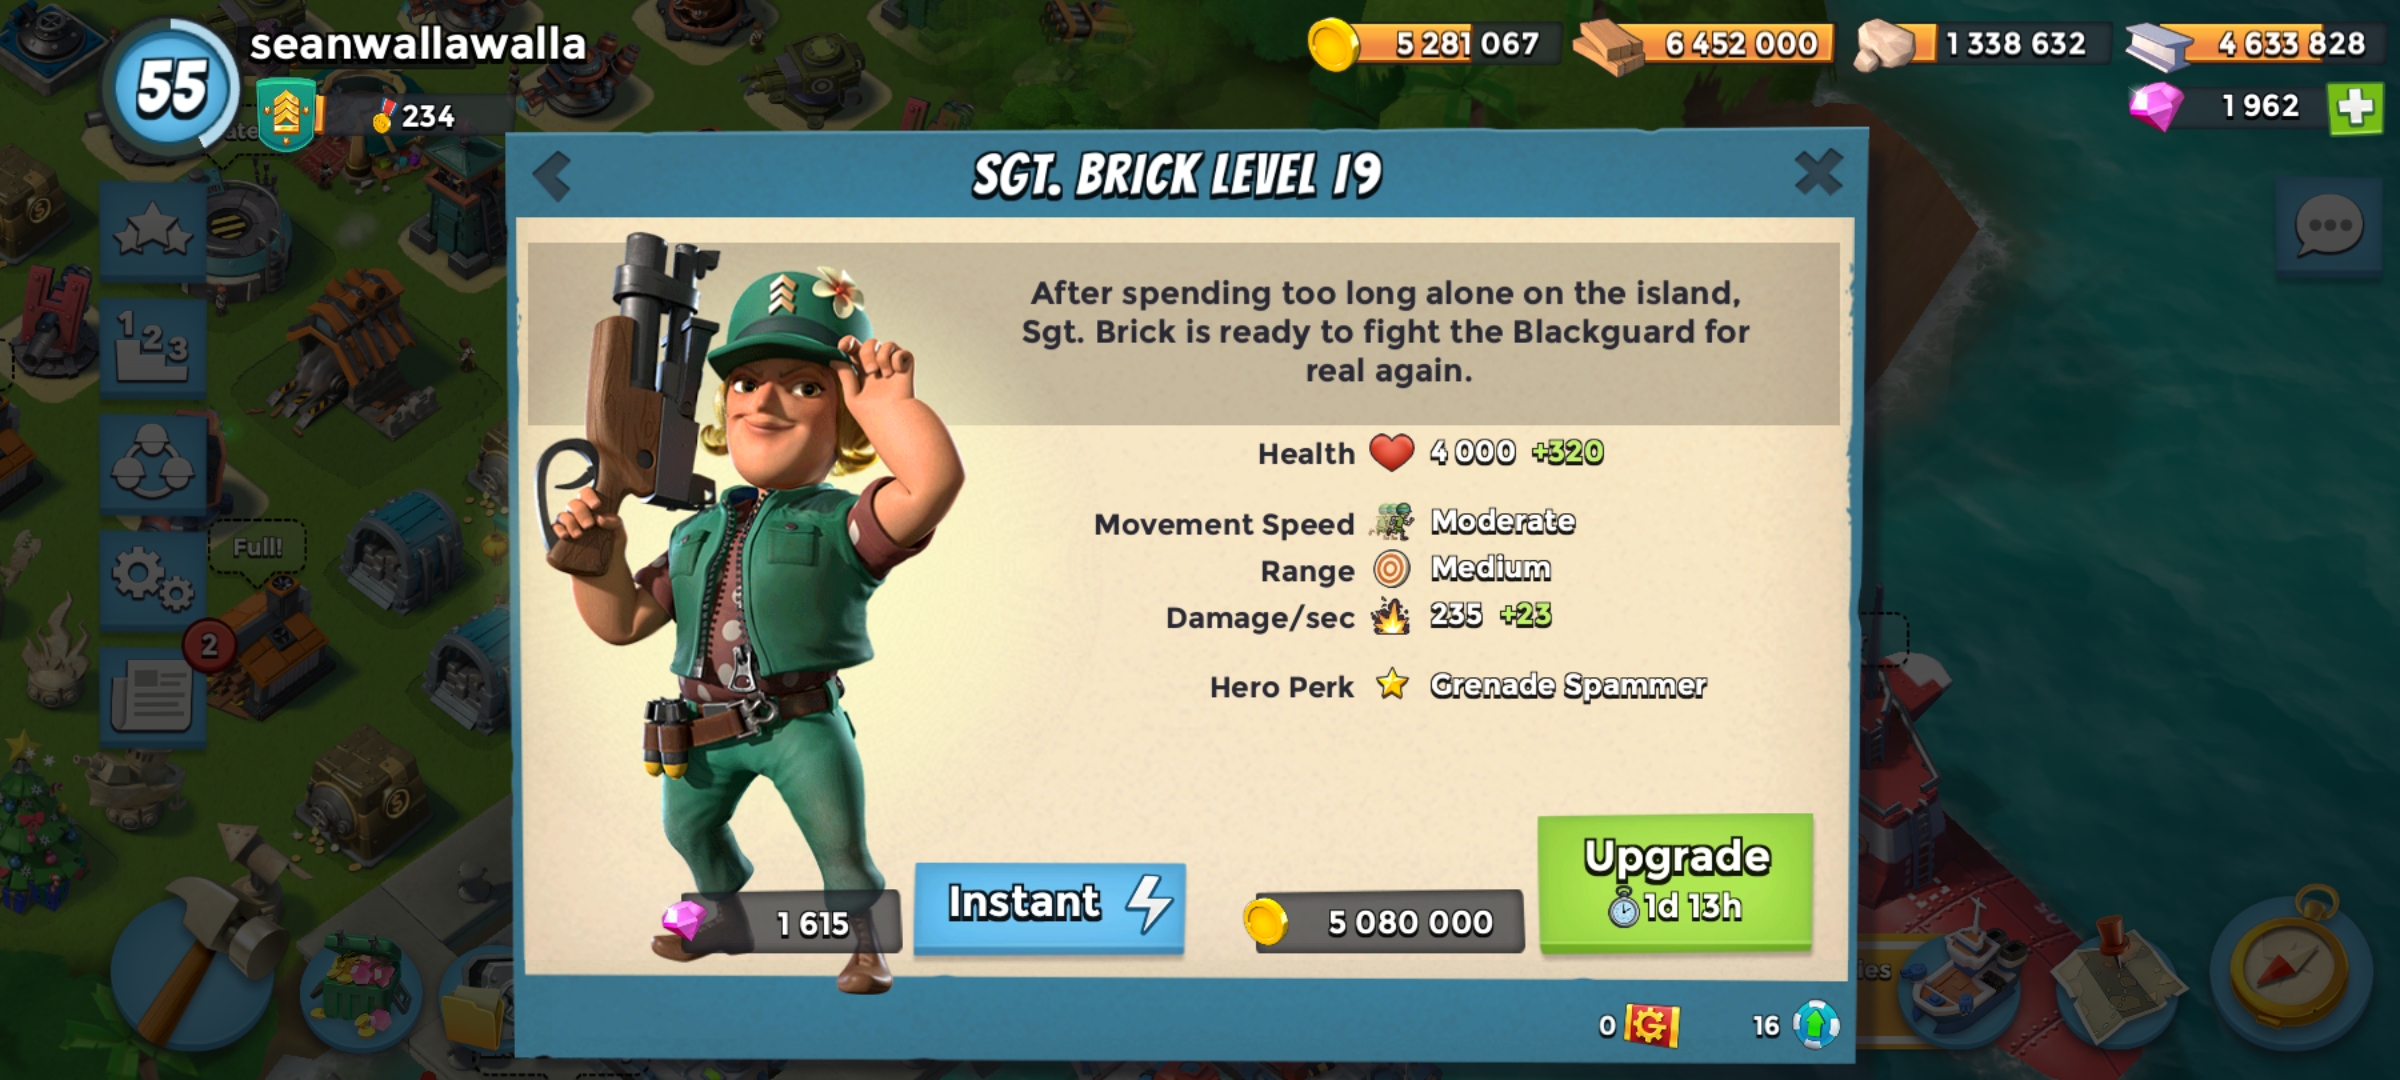 55
seanwallawalla
234
5 281 067
6 452 000
1 338 632
4 633 828
1 962
SGT. BRICK LEVEL 19
After spending too long alone on the island,
Sgt. Brick is ready to fight the Blackguard for
real again.
Health 4 000 +320
Movement Speed Moderate
Range Medium
Damage/sec 235 +23
Hero Perk Grenade Spammer
123
Full!
2
1 615
Instant
5 080 000
Upgrade
1d 13h
0
G
16